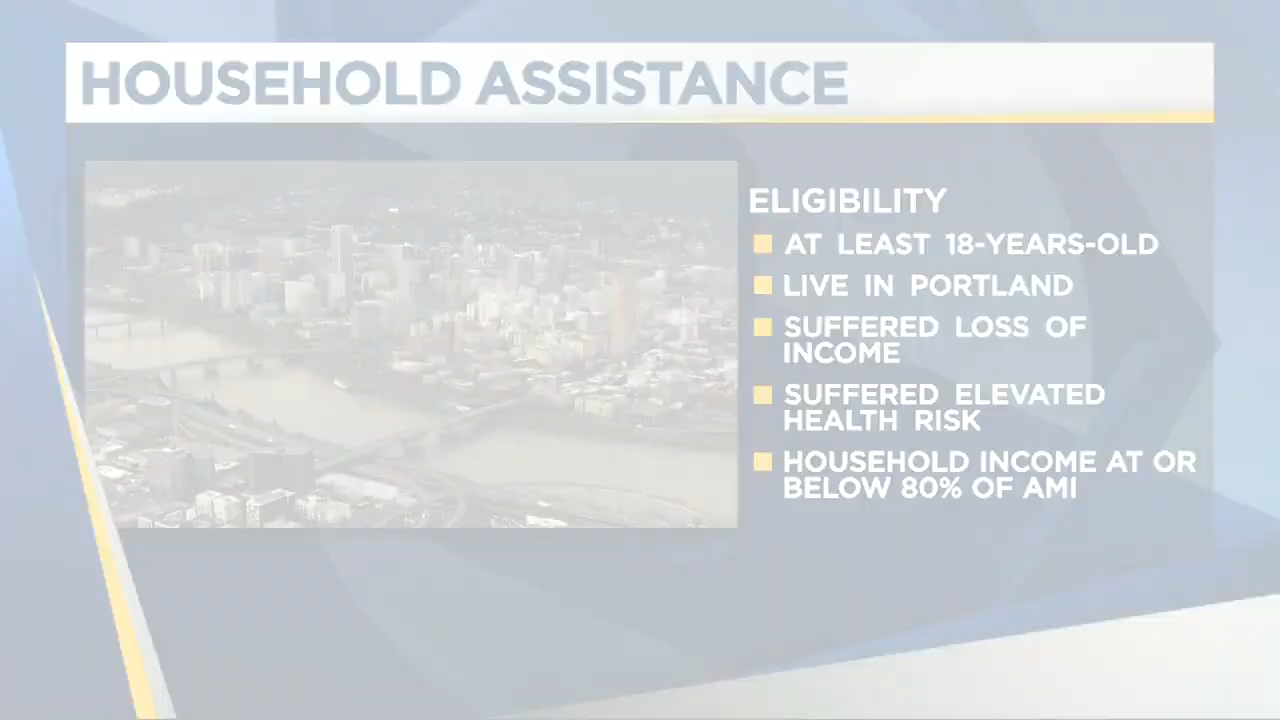 HOUSEHOLD ASSISTANCE
ELIGIBILITY
AT LEAST 18-YEARS-OLD
LIVE IN PORTLAND
SUFFERED LOSS OF
INCOME
SUFFERED ELEVATED
HEALTH RISK
HOUSEHOLD INCOME AT OR
BELOW 80% OF AMI